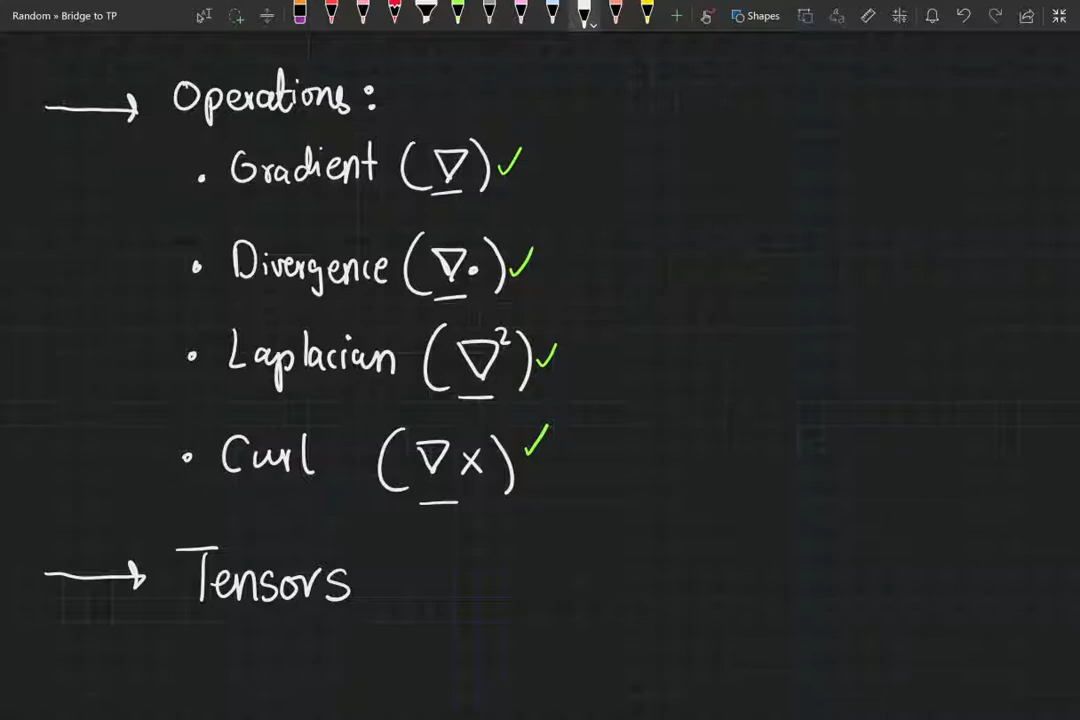 Random » Bridge to TP
Shapes
→ Operations:
• Gradient (∇) ✓
• Divergence (∇•) ✓
• Laplacian (∇²) ✓
• Curl (∇×) ✓
→ Tensors